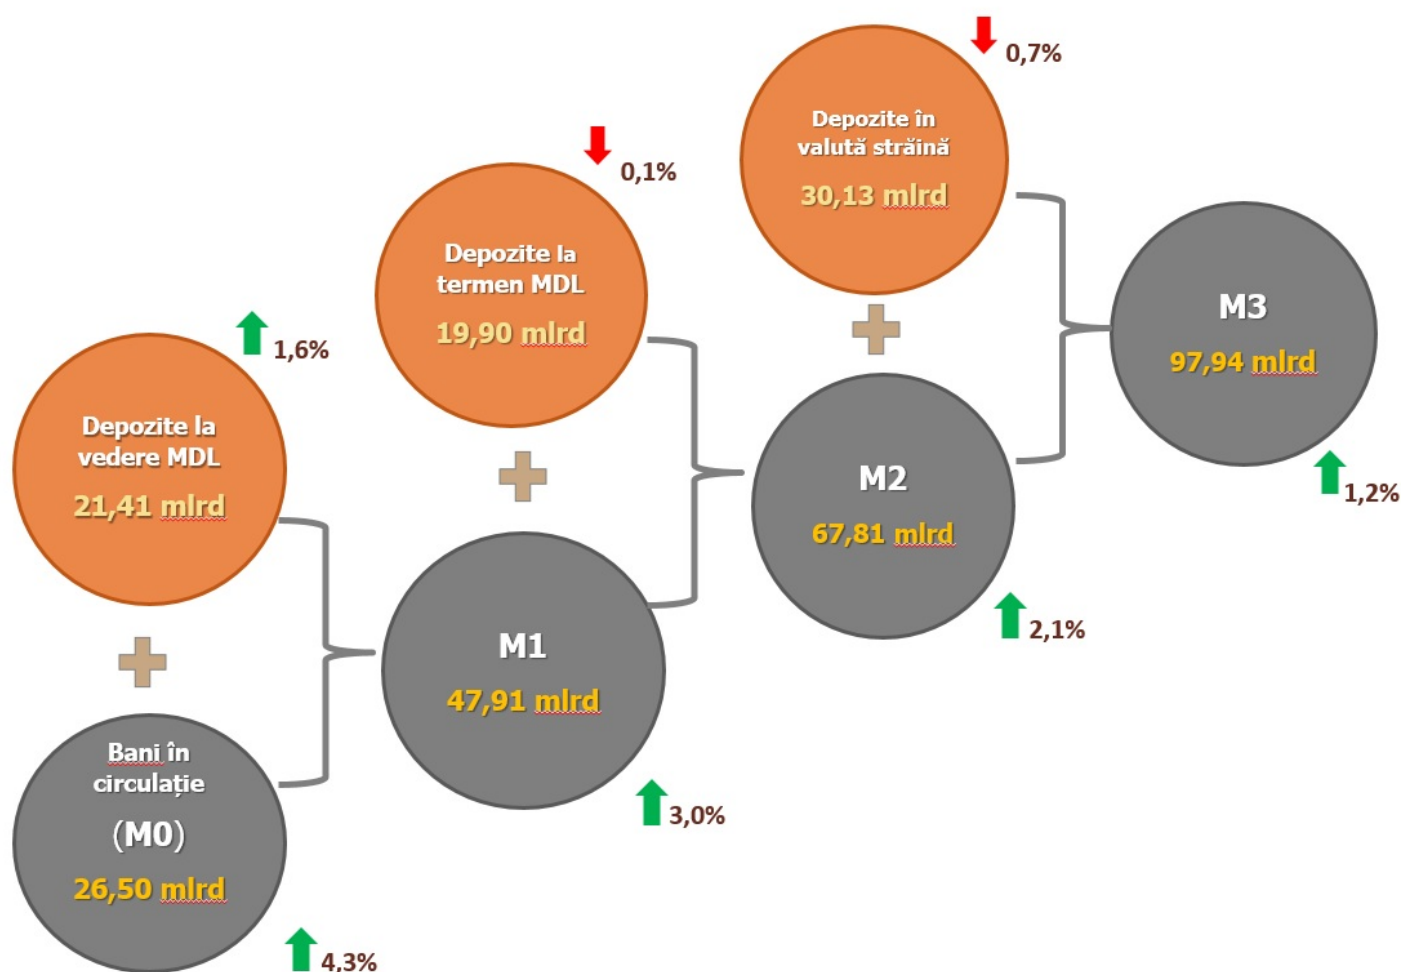 0,7%
Depozite în
valută străină
30,13 mlrd
0,1%
Depozite la
termen MDL
19,90 mlrd
M3
97,94 mlrd
1,2%
1,6%
Depozite la
vedere MDL
21,41 mlrd
M2
67,81 mlrd
2,1%
M1
47,91 mlrd
3,0%
Bani în
circulație
(M0)
26,50 mlrd
4,3%